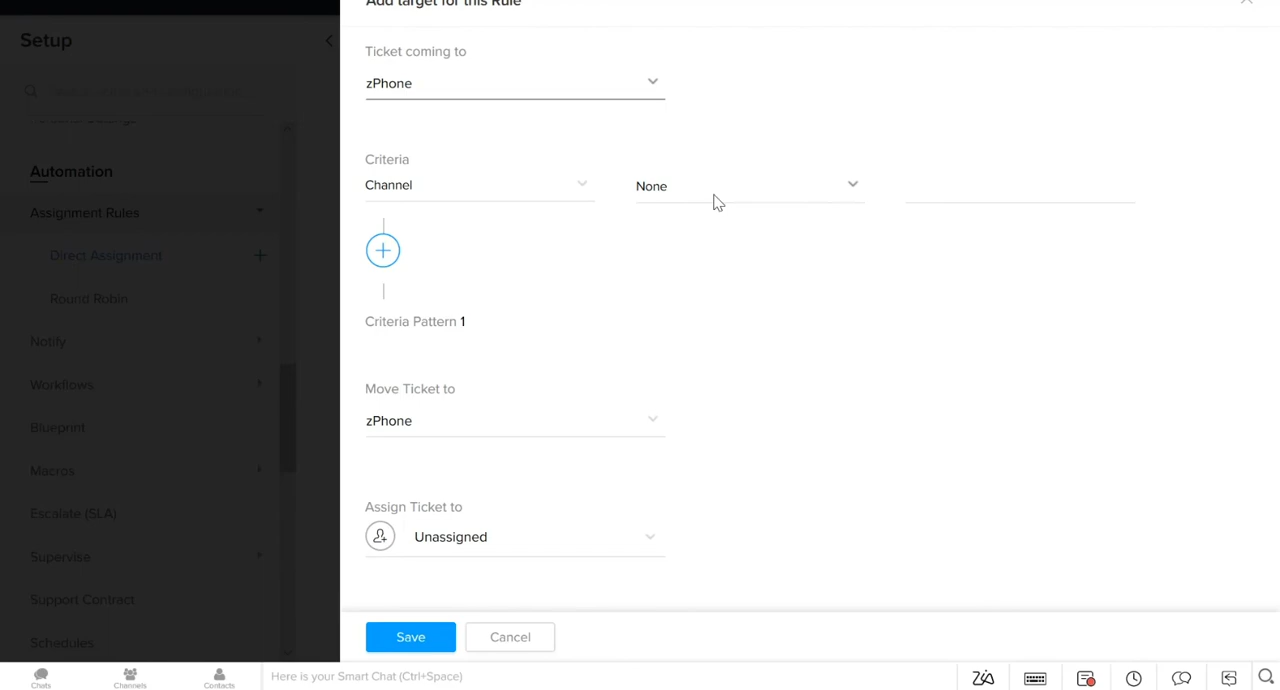 Add target for this Rule
Setup
Ticket coming to
zPhone
Criteria
Channel
None
Automation
Assignment Rules
Direct Assignment
Round Robin
Criteria Pattern 1
Notify
Workflows
Move Ticket to
zPhone
Blueprint
Macros
Escalate (SLA)
Assign Ticket to
Unassigned
Supervise
Support Contract
Schedules
Save
Cancel
Chats
Channels
Contacts
Here is your Smart Chat (Ctrl+Space)